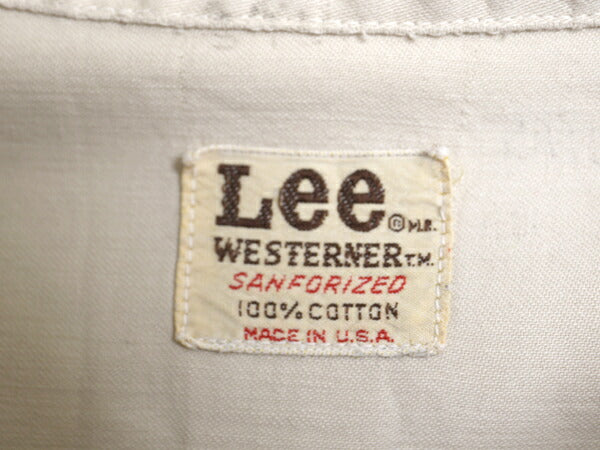 Lee ® M.R.
WESTERNER T.M.
SANFORIZED
100% COTTON
MADE IN U.S.A.